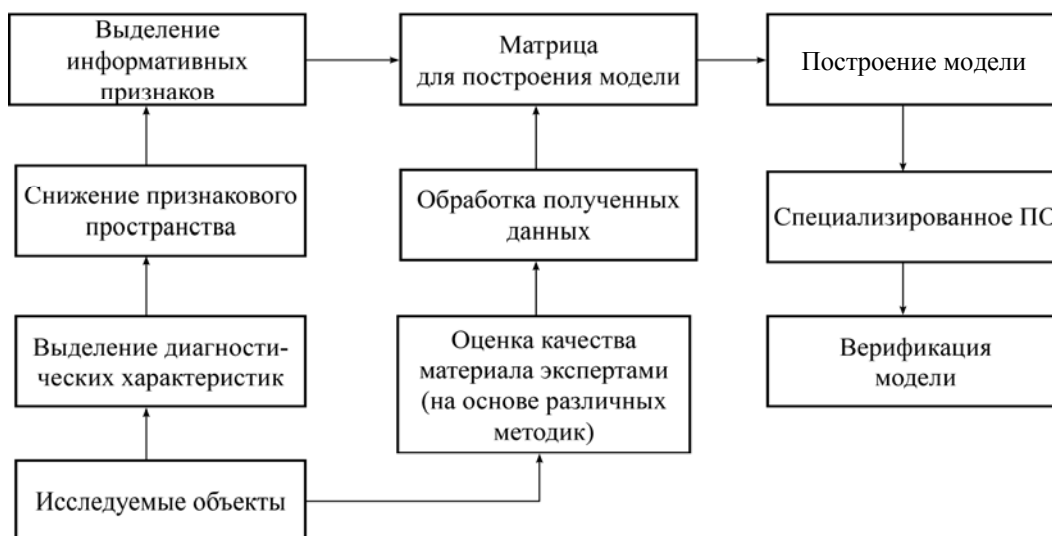 Выделение
информативных
признаков
Матрица
для построения модели
Построение модели
Снижение признакового
пространства
Обработка полученных
данных
Специализированное ПО
Выделение диагности-
ческих характеристик
Оценка качества
материала экспертами
(на основе различных
методик)
Верификация
модели
Исследуемые объекты